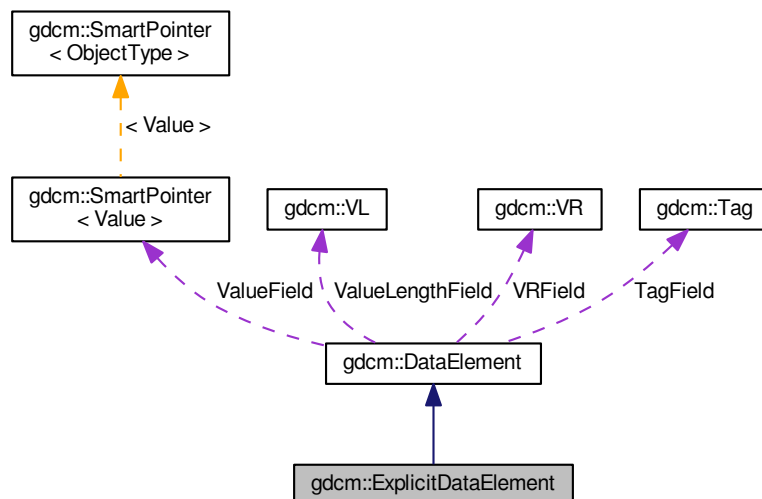 gdcm::SmartPointer
< ObjectType >
< Value >
gdcm::SmartPointer
< Value >
gdcm::VL
gdcm::VR
gdcm::Tag
ValueField
ValueLengthField
VRField
TagField
gdcm::DataElement
gdcm::ExplicitDataElement